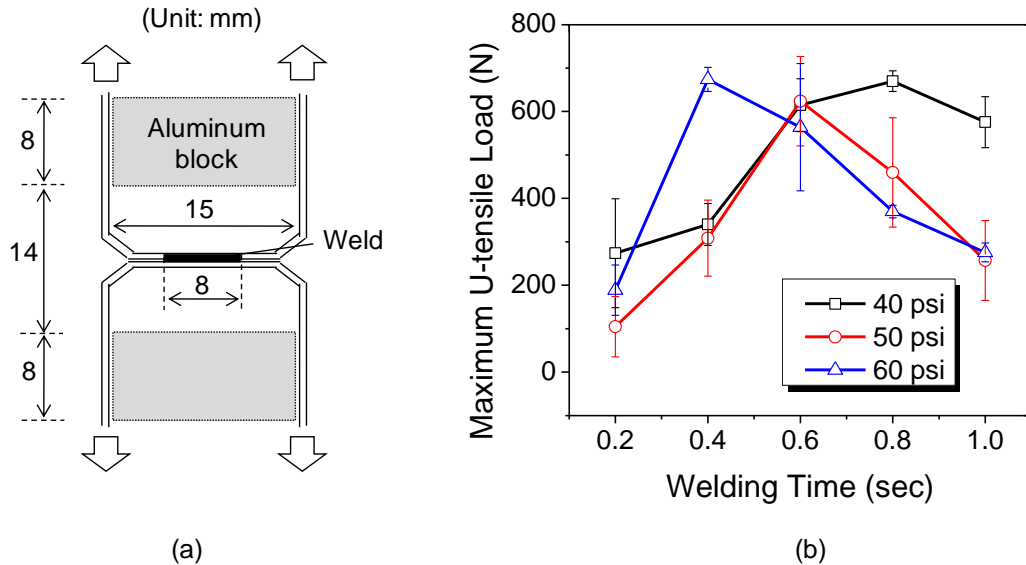 (Unit: mm)
8
Aluminum
block
15
14
Weld
8
8
(a)
Maximum U-tensile Load (N)
800
600
400
200
0
40 psi
50 psi
60 psi
0.2 0.4 0.6 0.8 1.0
Welding Time (sec)
(b)